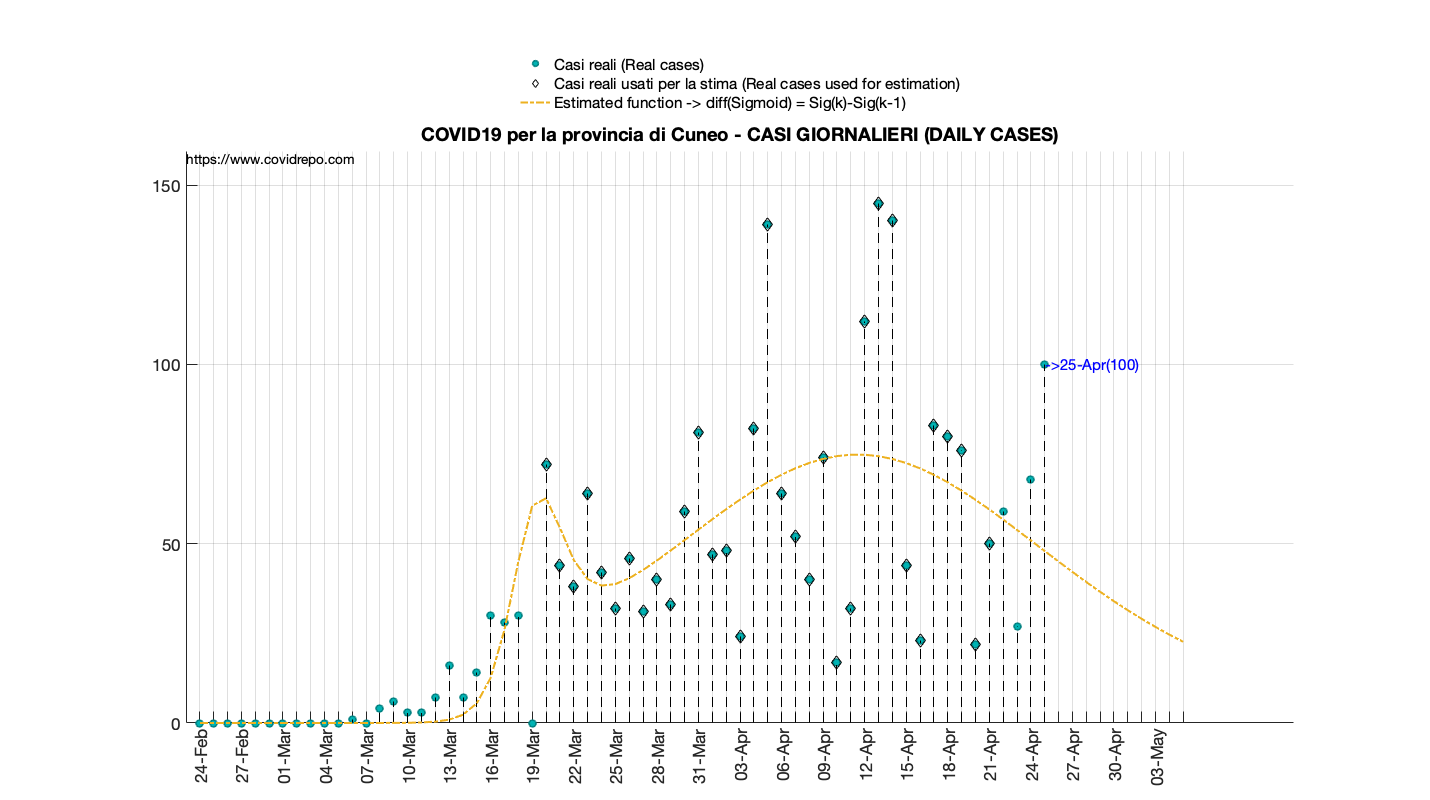 Casi reali (Real cases)
Casi reali usati per la stima (Real cases used for estimation)
Estimated function -> diff(Sigmoid) = Sig(k)-Sig(k-1)
COVID19 per la provincia di Cuneo - CASI GIORNALIERI (DAILY CASES)
https://www.covidrepo.com
150
100
>25-Apr(100)
50
0
24-Feb
27-Feb
01-Mar
04-Mar
07-Mar
10-Mar
13-Mar
16-Mar
19-Mar
22-Mar
25-Mar
28-Mar
31-Mar
03-Apr
06-Apr
09-Apr
12-Apr
15-Apr
18-Apr
21-Apr
24-Apr
27-Apr
30-Apr
03-May